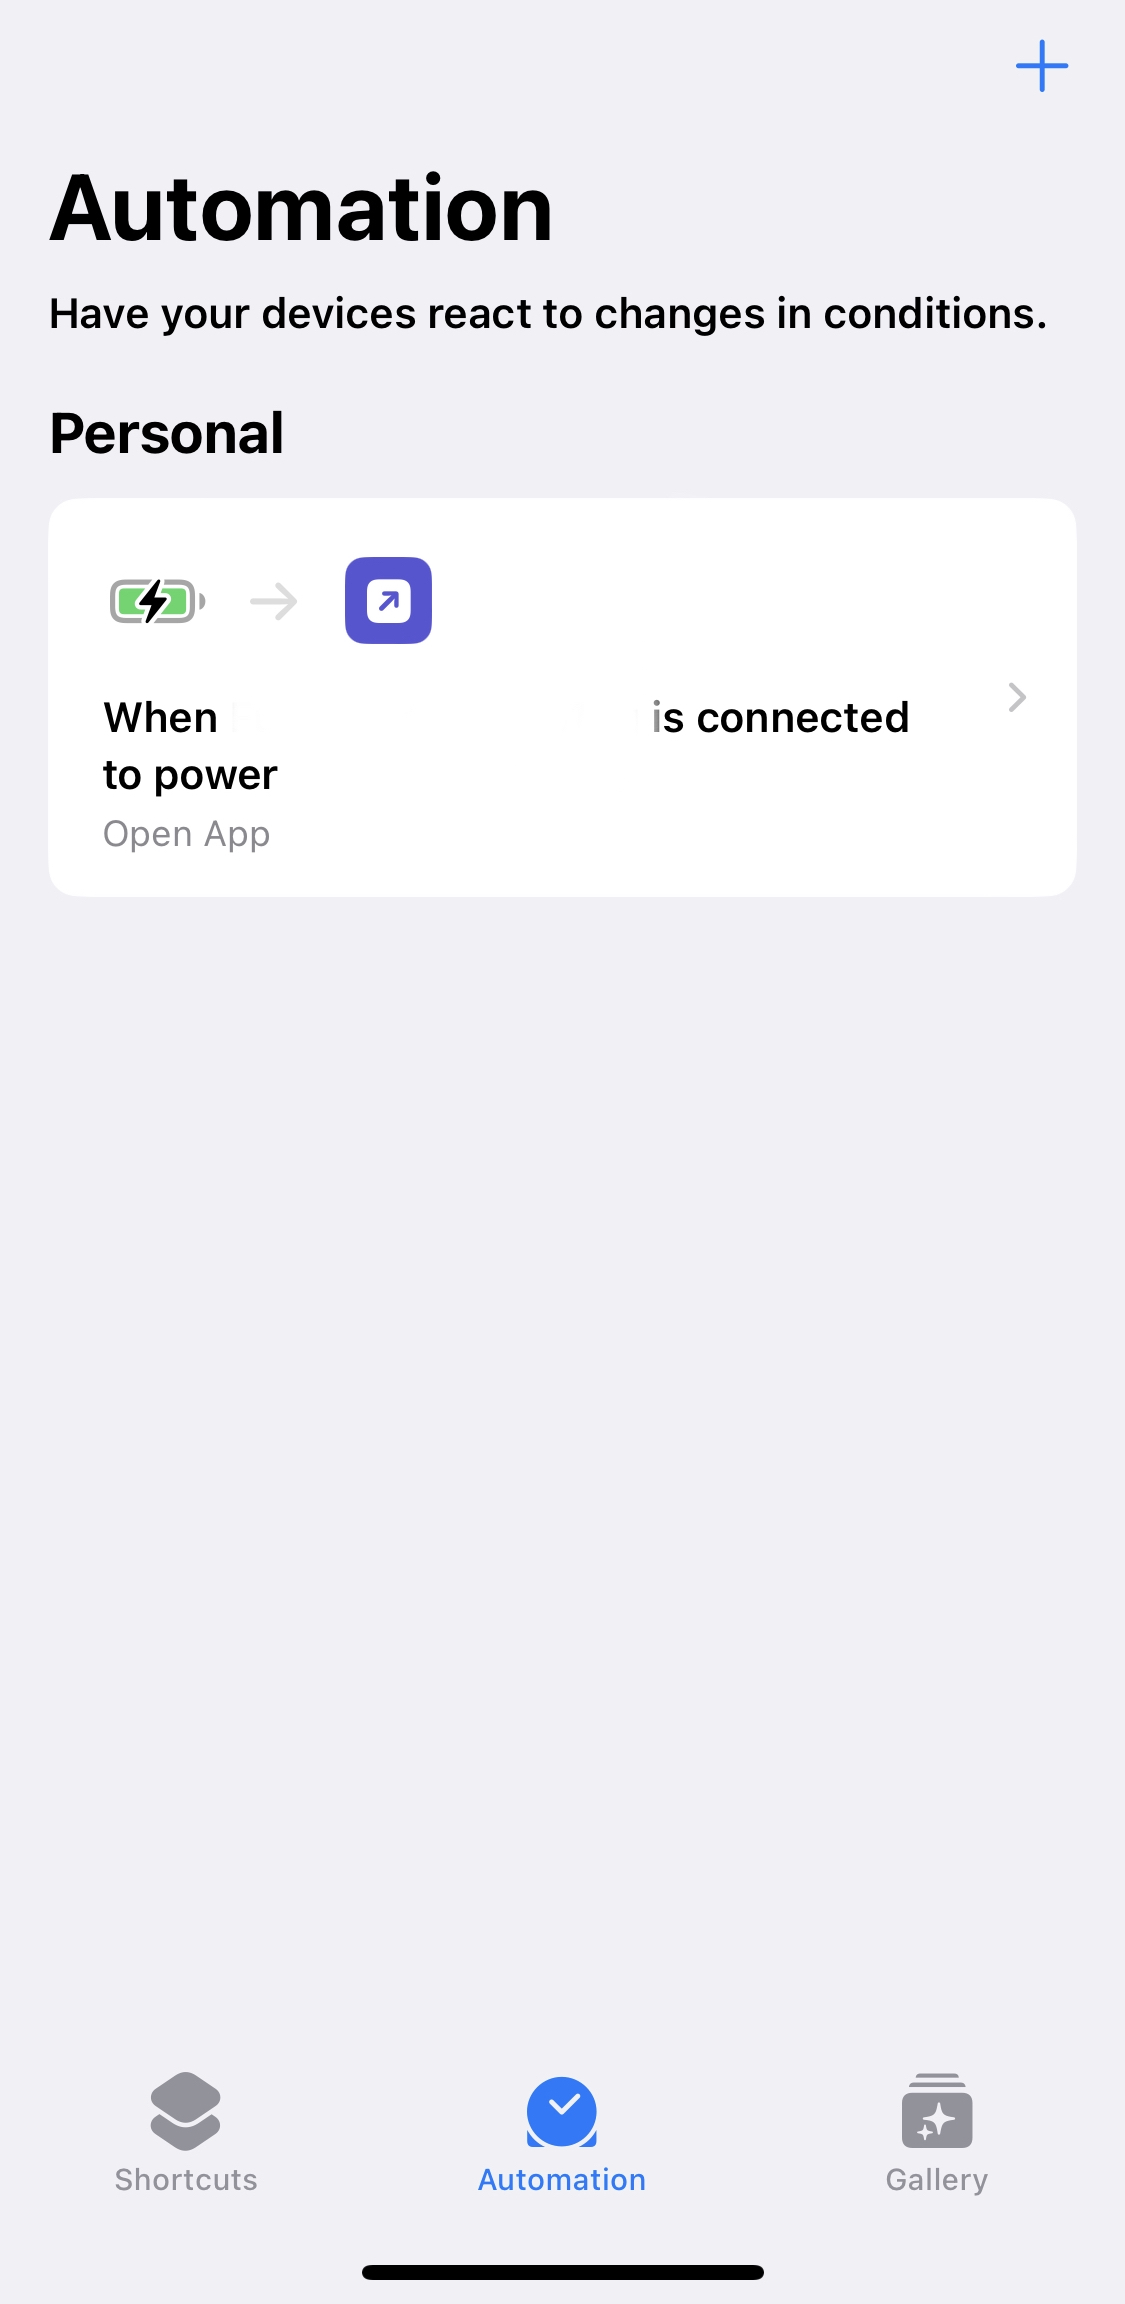 Automation
Have your devices react to changes in conditions.
Personal
When is connected
to power
Open App
Shortcuts
Automation
Gallery